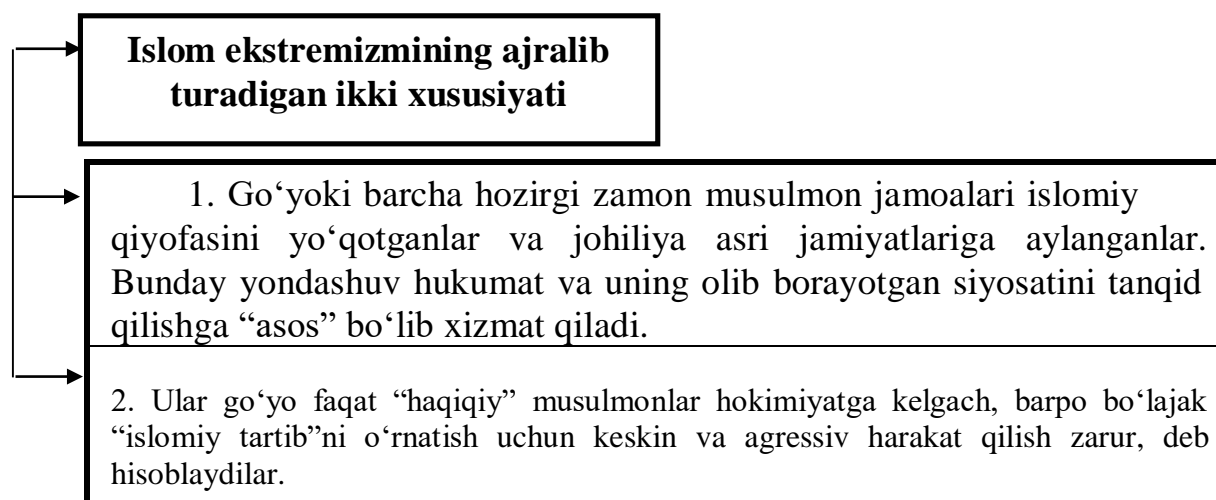 Islom ekstremizmining ajralib
turadigan ikki xususiyati
1. Go‘yoki barcha hozirgi zamon musulmon jamoalari islomiy
qiyofasini yo‘qotganlar va johiliya asri jamiyatlariga aylanganlar.
Bunday yondashuv hukumat va uning olib borayotgan siyosatini tanqid
qilishga “asos” bo‘lib xizmat qiladi.
2. Ular go‘yo faqat “haqiqiy” musulmonlar hokimiyatga kelgach, barpo bo‘lajak
“islomiy tartib”ni o‘rnatish uchun keskin va agressiv harakat qilish zarur, deb
hisoblaydilar.